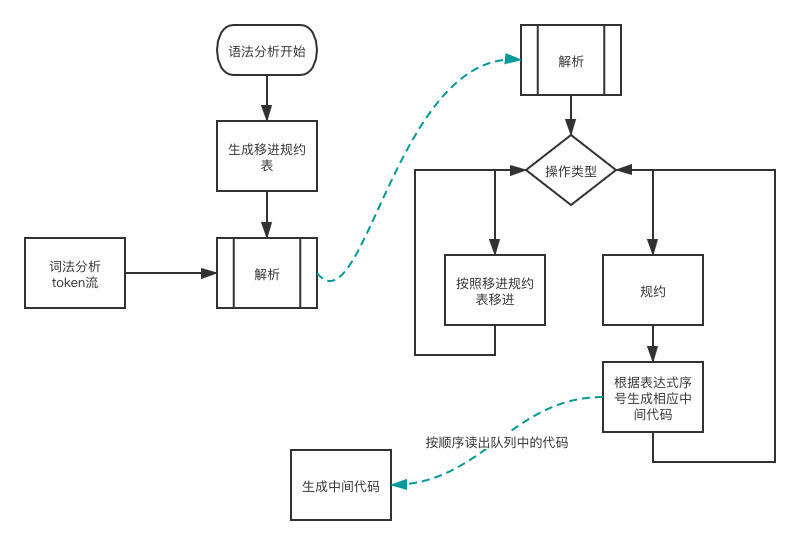 语法分析开始
生成移进规约
表
词法分析
token流
解析
解析
操作类型
按照移进规约
表移进
规约
根据表达式序
号生成相应中
间代码
按顺序读出队列中的代码
生成中间代码